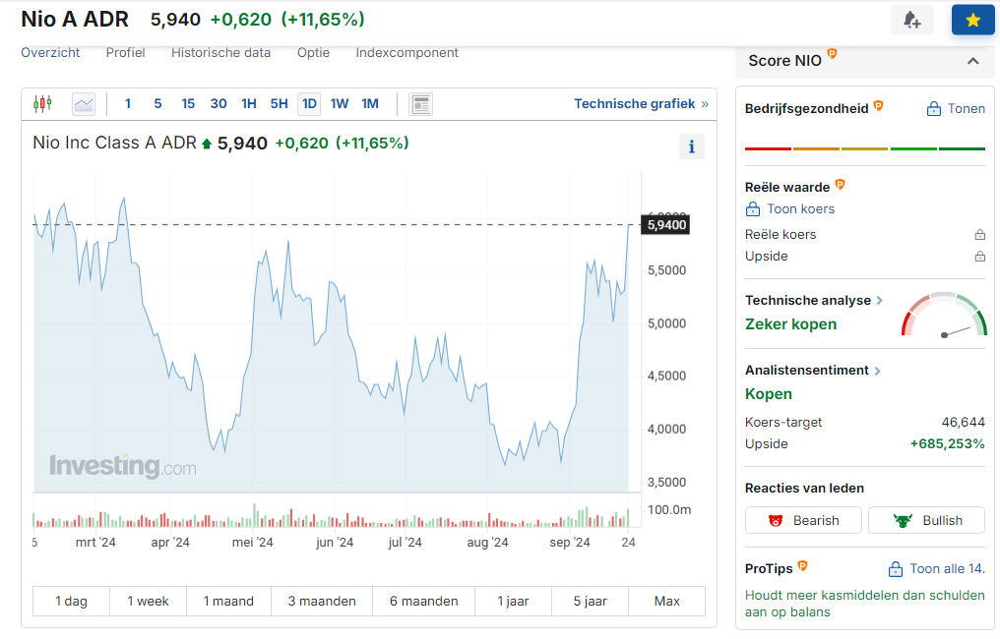 Nio A ADR 5,940 +0,620 (+11,65%)
Overzicht Profiel Historische data Optie Indexcomponent
1 5 15 30 1H 5H 1D 1W 1M Technische grafiek »
Nio Inc Class A ADR 5,940 +0,620 (+11,65%)
i
5,9400
5,5000
5,0000
4,5000
4,0000
3,5000
100.0m
Investing.com
6 mrt '24 apr '24 mei '24 jun '24 jul '24 aug '24 sep '24 24
1 dag 1 week 1 maand 3 maanden 6 maanden 1 jaar 5 jaar Max
Score NIO P
Bedrijfsgezondheid P Tonen
Reële waarde P
Toon koers
Reële koers
Upside
Technische analyse
Zeker kopen
Analistensentiment
Kopen
Koers-target 46,644
Upside +685,253%
Reacties van leden
Bearish Bullish
ProTips P Toon alle 14.
Houdt meer kasmiddelen dan schulden
aan op balans